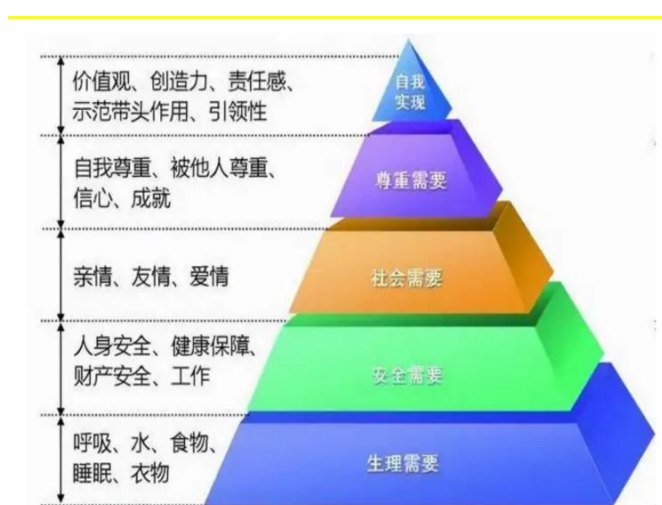 价值观、创造力、责任感、
示范带头作用、引领性
自我
实现
自我尊重、被他人尊重、
信心、成就
尊重需要
亲情、友情、爱情
社会需要
人身安全、健康保障、
财产安全、工作
安全需要
呼吸、水、食物、
睡眠、衣物
生理需要